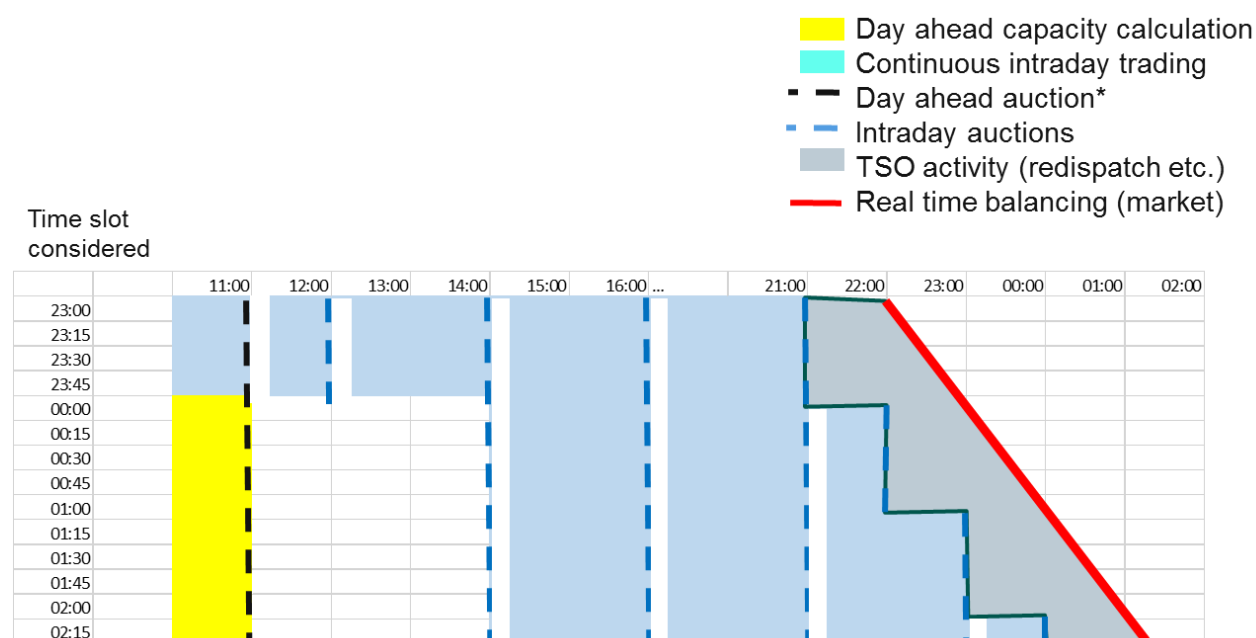 Day ahead capacity calculation
Continuous intraday trading
Day ahead auction*
Intraday auctions
TSO activity (redispatch etc.)
Real time balancing (market)
Time slot
considered
11:00 12:00 13:00 14:00 15:00 16:00 ... 21:00 22:00 23:00 00:00 01:00 02:00
23:00
23:15
23:30
23:45
00:00
00:15
00:30
00:45
01:00
01:15
01:30
01:45
02:00
02:15